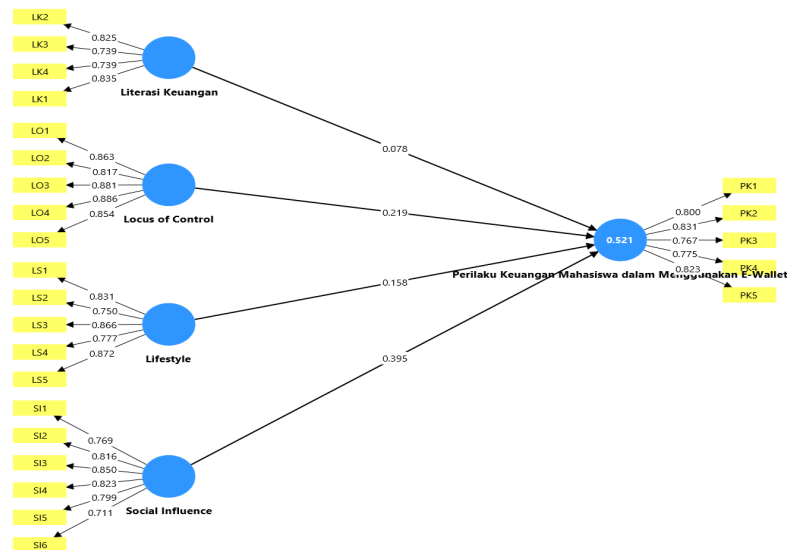 LK2
LK3
LK4
LK1
0.825
0.739
0.739
0.835
Literasi Keuangan
LO1
LO2
LO3
LO4
LO5
0.863
0.817
0.881
0.886
0.854
Locus of Control
LS1
LS2
LS3
LS4
LS5
0.831
0.750
0.866
0.777
0.872
Lifestyle
SI1
SI2
SI3
SI4
SI5
SI6
0.769
0.816
0.850
0.823
0.799
0.711
Social Influence
0.078
0.219
0.158
0.395
0.521
Perilaku Keuangan Mahasiswa dalam Menggunakan E-Wallet
0.800
0.831
0.767
0.775
0.823
PK1
PK2
PK3
PK4
PK5